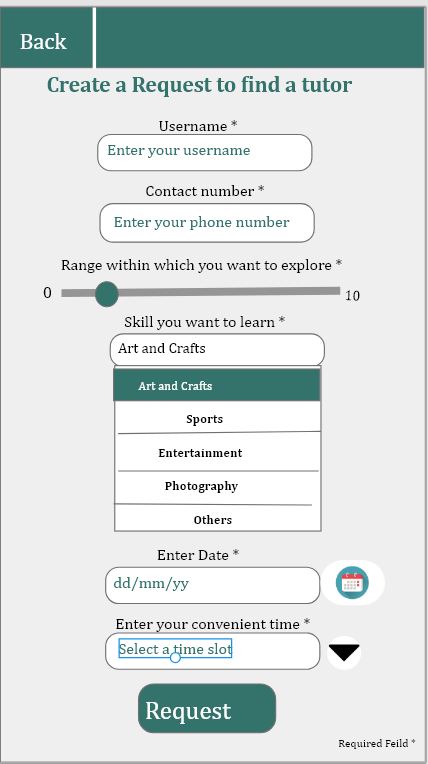 Back
Create a Request to find a tutor
Username *
Enter your username
Contact number *
Enter your phone number
Range within which you want to explore *
0
10
Skill you want to learn *
Art and Crafts
Art and Crafts
Sports
Entertainment
Photography
Others
Enter Date *
dd/mm/yy
Enter your convenient time *
Select a time slot
Request
Required Feild *